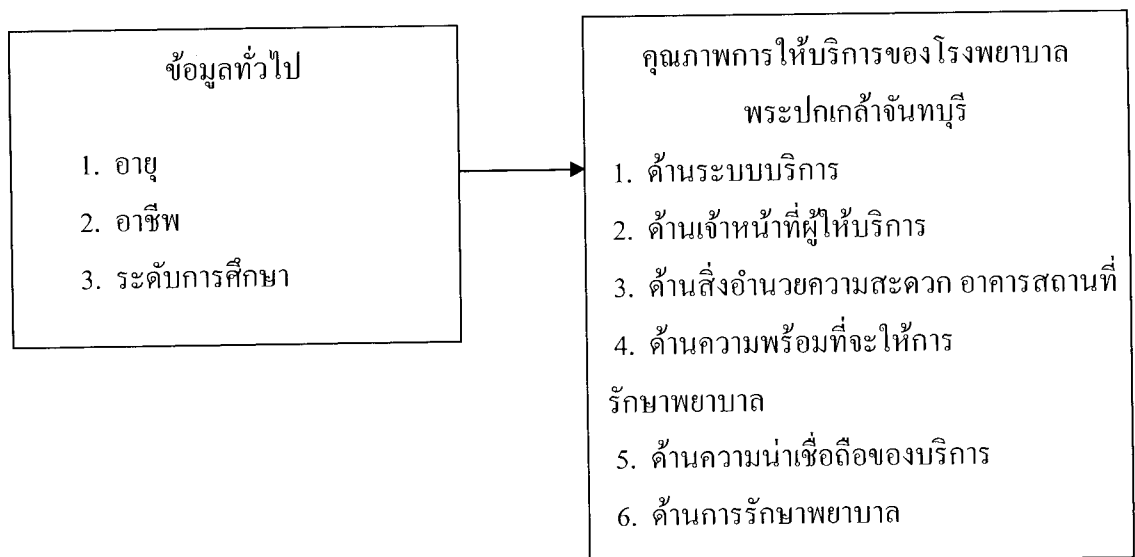 ข้อมูลทั่วไป
1. อายุ
2. อาชีพ
3. ระดับการศึกษา
คุณภาพการให้บริการของโรงพยาบาล
พระปกเกล้าจันทบุรี
1. ด้านระบบบริการ
2. ด้านเจ้าหน้าที่ผู้ให้บริการ
3. ด้านสิ่งอำนวยความสะดวก อาคารสถานที่
4. ด้านความพร้อมที่จะให้การ
รักษาพยาบาล
5. ด้านความน่าเชื่อถือของบริการ
6. ด้านการรักษาพยาบาล